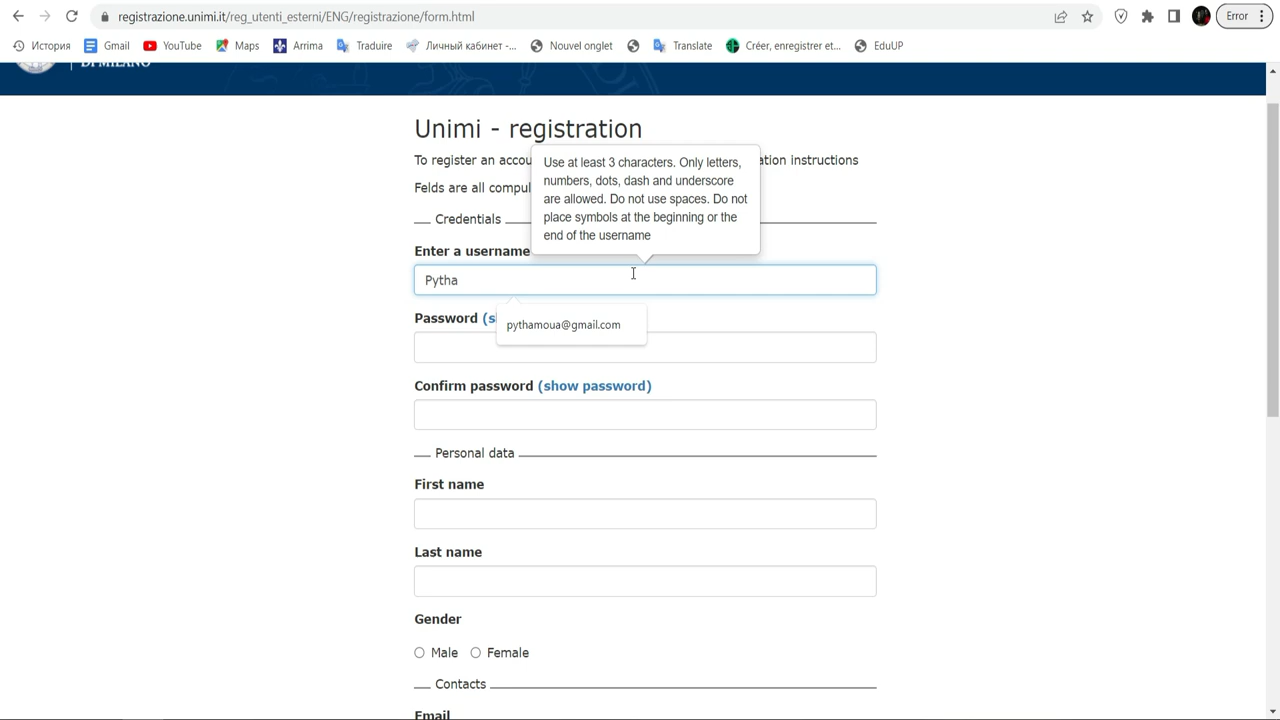 registrazione.unimi.it/reg_utenti_esterni/ENG/registrazione/form.html
Error
История
Gmail
YouTube
Maps
Arrima
Traduire
Личный кабинет -...
Nouvel onglet
Translate
Créer, enregistrer et...
EduUP
DI MILANO
Unimi - registration
To register an accou
ation instructions
Felds are all compul
Use at least 3 characters. Only letters,
numbers, dots, dash and underscore
are allowed. Do not use spaces. Do not
place symbols at the beginning or the
end of the username
Credentials
Enter a username
Pytha
Password (s
pythamoua@gmail.com
Confirm password (show password)
Personal data
First name
Last name
Gender
Male
Female
Contacts
Email